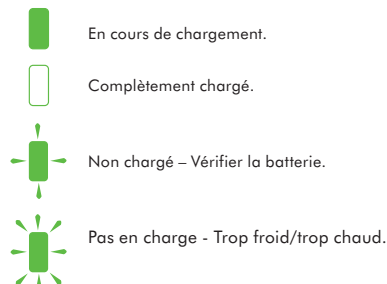 En cours de chargement.
Complètement chargé.
Non chargé – Vérifier la batterie.
Pas en charge - Trop froid/trop chaud.